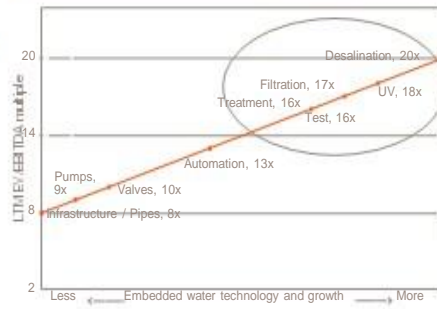 20
14
8
2
LTM EV/EBITDA multiple
Desalination, 20x
Filtration, 17x
UV, 18x
Treatment, 16x
Test, 16x
Automation, 13x
Pumps,
9x
Valves, 10x
Infrastructure / Pipes, 8x
Less Embedded water technology and growth More